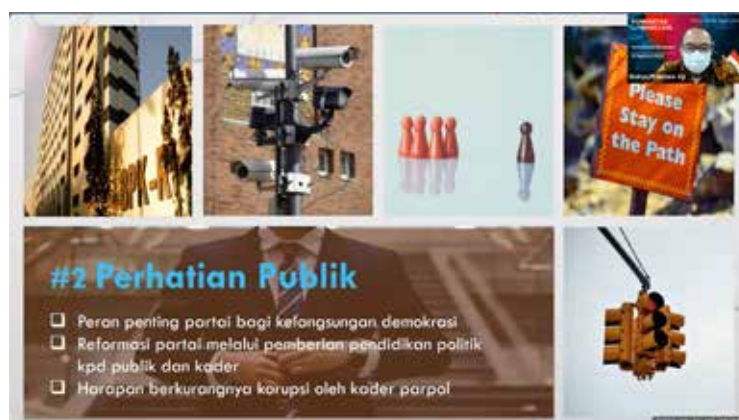 BPK-R
Please
Stay on
the Path
#2 Perhatian Publik
❑ Peran penting partai bagi kelangsungan demokrasi
❑ Reformasi partai melalui pemberian pendidikan politik
kpd publik dan kader
❑ Harapan berkurangnya korupsi oleh kader parpol